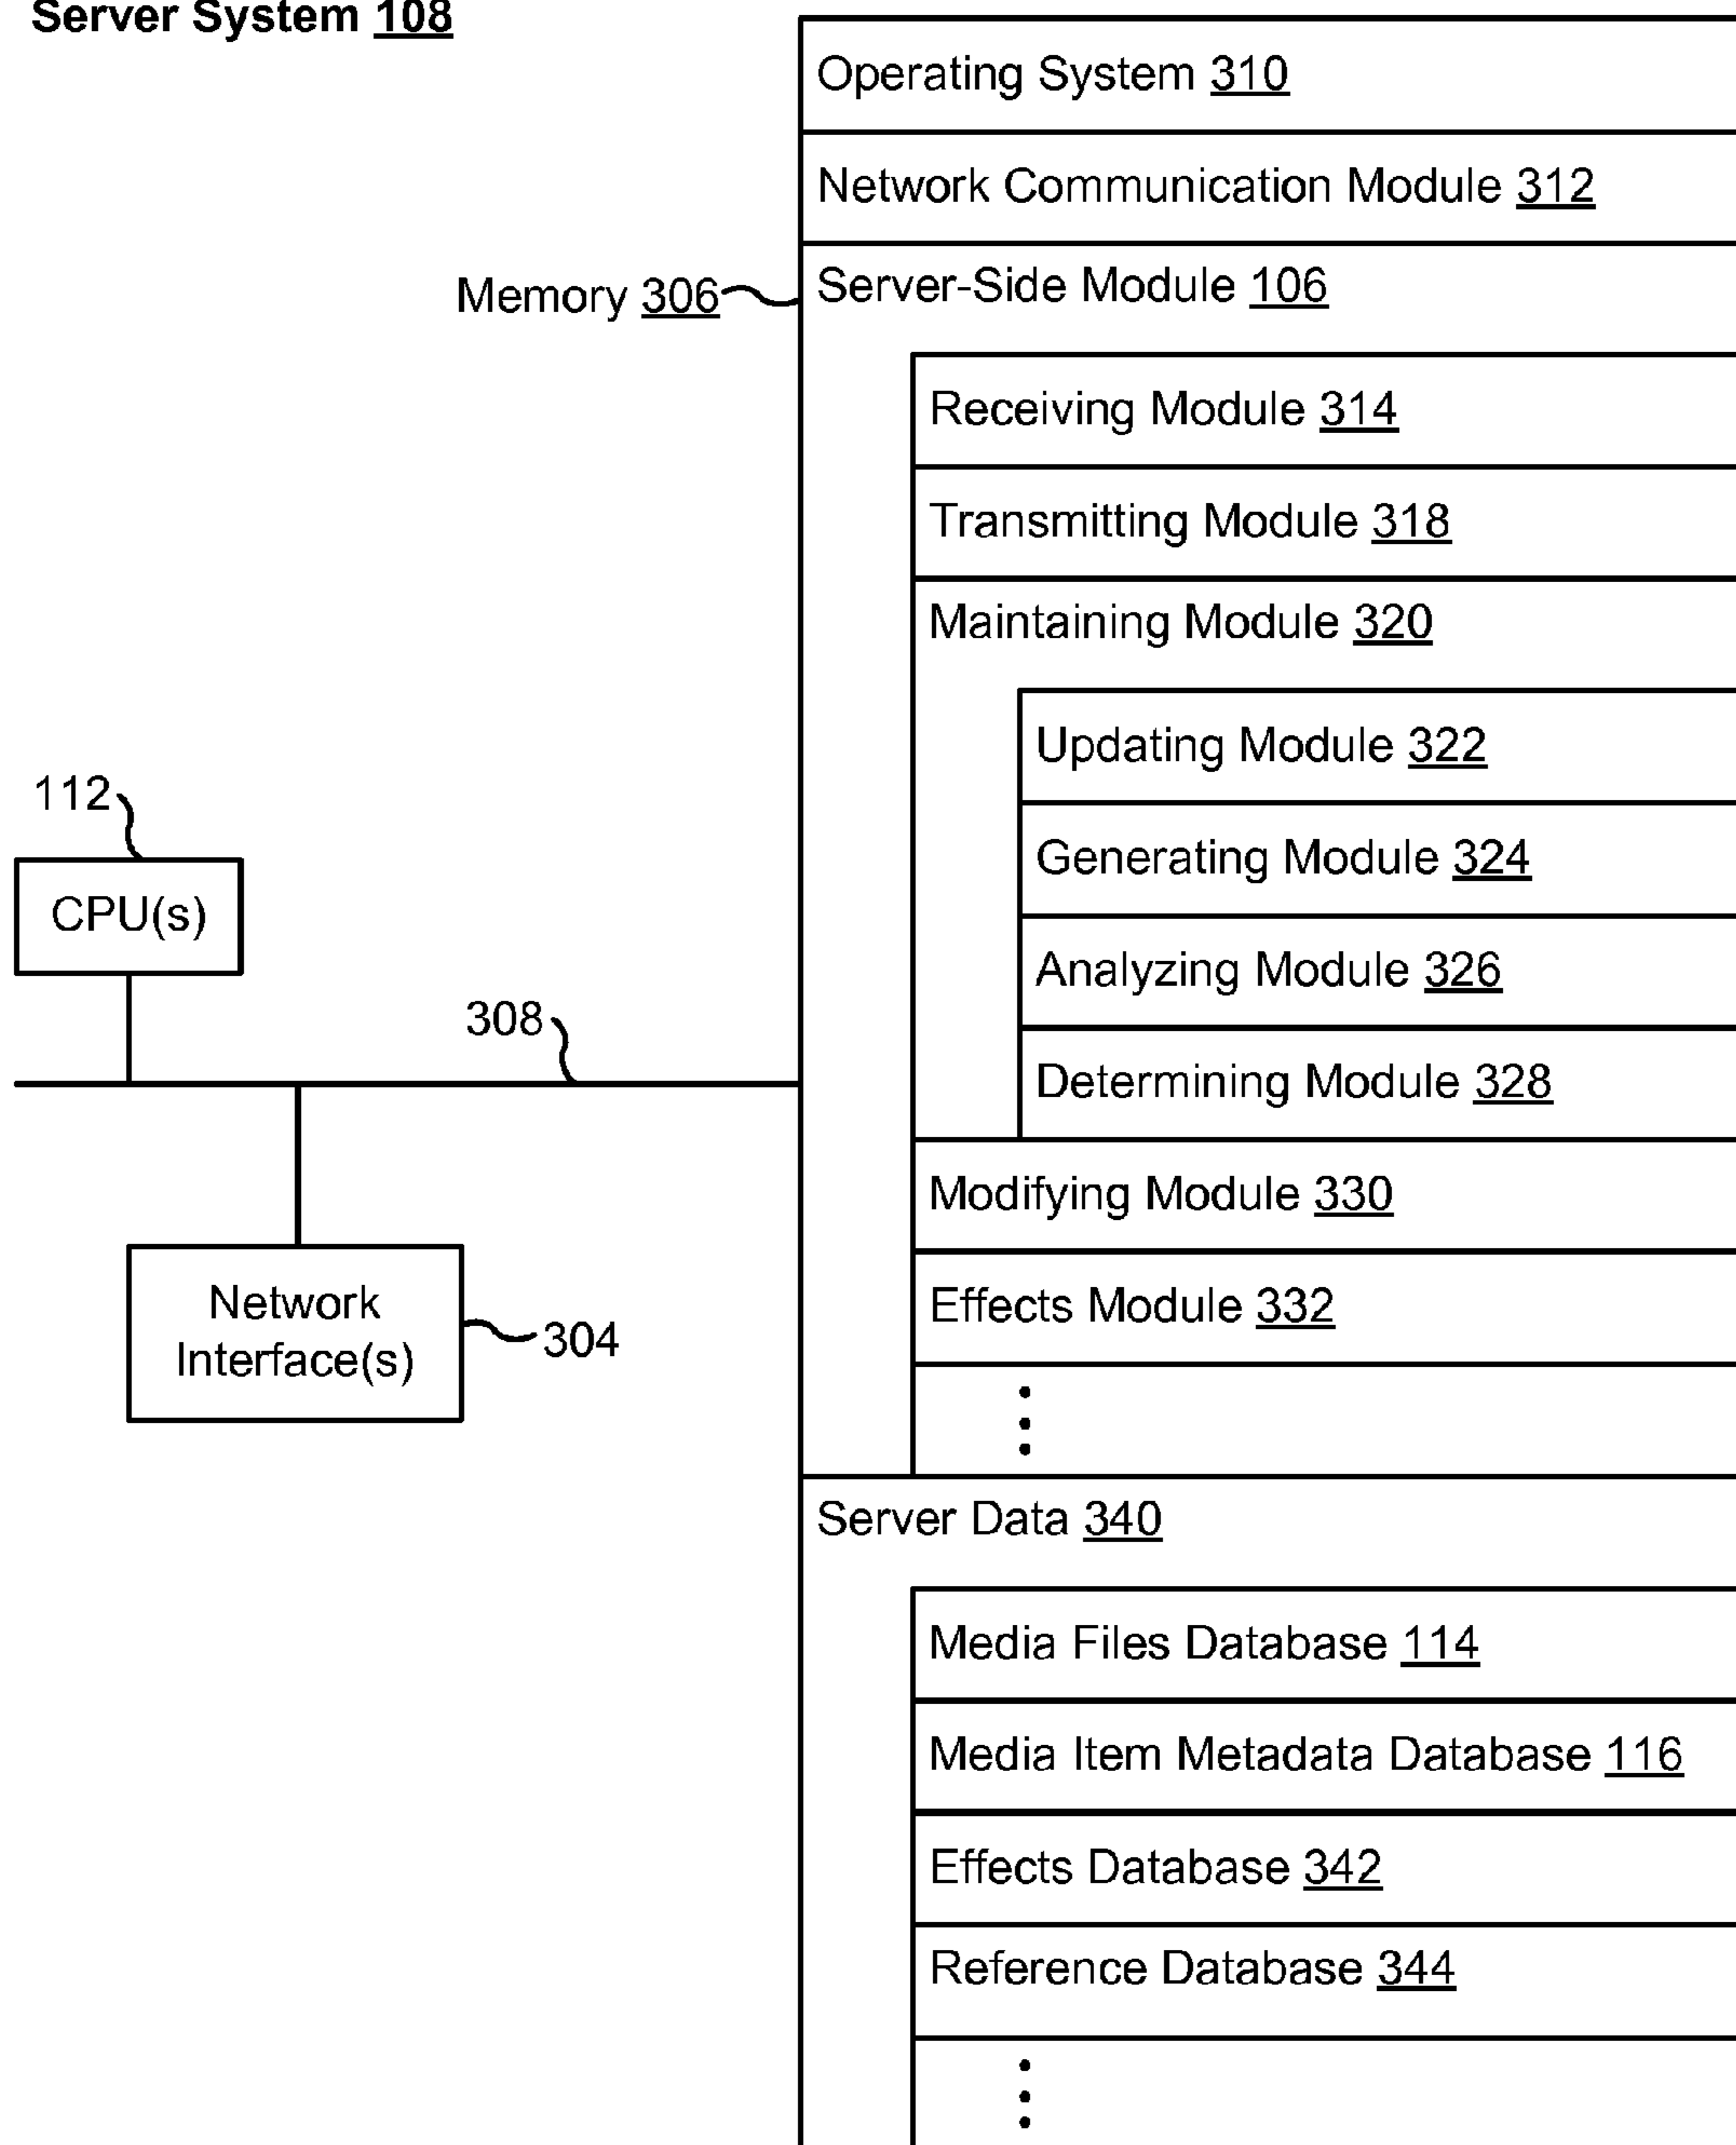 Server System 108
Operating System 310
Network Communication Module 312
Memory 306
Server-Side Module 106
Receiving Module 314
Transmitting Module 318
Maintaining Module 320
Updating Module 322
112
Generating Module 324
CPU(s)
Analyzing Module 326
308
Determining Module 328
Modifying Module 330
Network
Interface(s)
304
Effects Module 332
Server Data 340
Media Files Database 114
Media Item Metadata Database 116
Effects Database 342
Reference Database 344